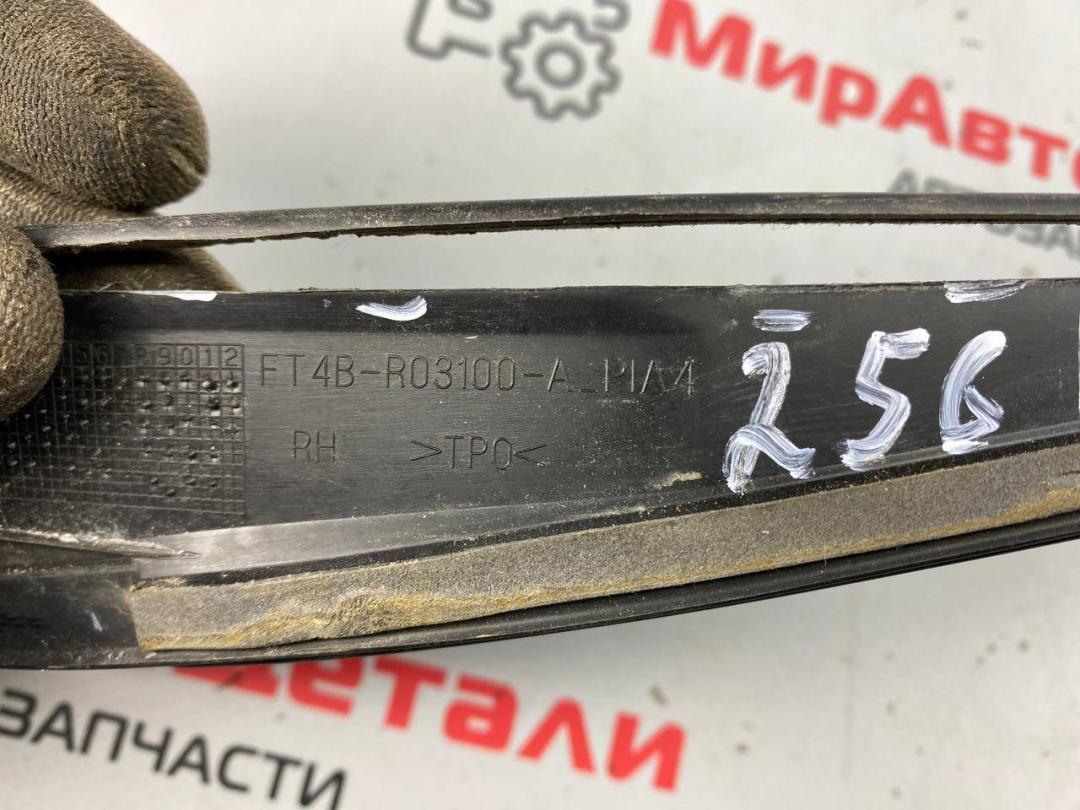 МирАвто
FT4B-R03100-A_PIA4
RH >TPO<
256
Детали
ЗАПЧАСТИ